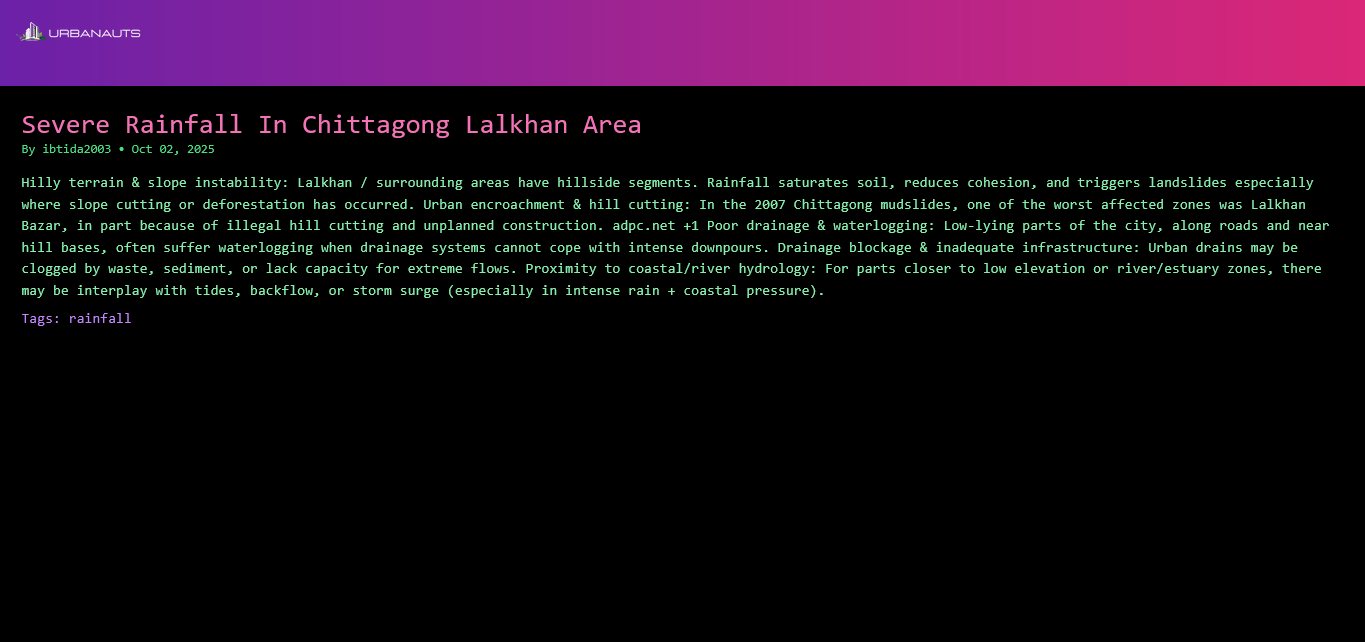 URBANAUTS
Severe Rainfall In Chittagong Lalkhan Area
By ibtida2003 • Oct 02, 2025
Hilly terrain & slope instability: Lalkhan / surrounding areas have hillside segments. Rainfall saturates soil, reduces cohesion, and triggers landslides especially
where slope cutting or deforestation has occurred. Urban encroachment & hill cutting: In the 2007 Chittagong mudslides, one of the worst affected zones was Lalkhan
Bazar, in part because of illegal hill cutting and unplanned construction. adpc.net +1 Poor drainage & waterlogging: Low-lying parts of the city, along roads and near
hill bases, often suffer waterlogging when drainage systems cannot cope with intense downpours. Drainage blockage & inadequate infrastructure: Urban drains may be
clogged by waste, sediment, or lack capacity for extreme flows. Proximity to coastal/river hydrology: For parts closer to low elevation or river/estuary zones, there
may be interplay with tides, backflow, or storm surge (especially in intense rain + coastal pressure).
Tags: rainfall